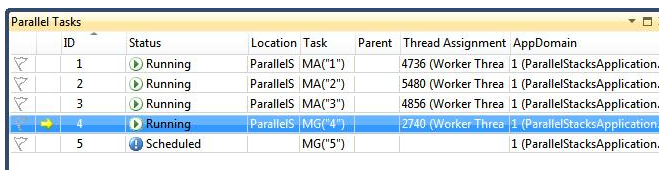 Parallel Tasks
ID Status Location Task Parent Thread Assignment AppDomain
1 Running ParallelS MA("1") 4736 (Worker Threa 1 (ParallelStacksApplication.
2 Running ParallelS MA("2") 5480 (Worker Threa 1 (ParallelStacksApplication.
3 Running ParallelS MA("3") 4856 (Worker Threa 1 (ParallelStacksApplication.
4 Running ParallelS MG("4") 2740 (Worker Threa 1 (ParallelStacksApplication.
5 Scheduled MG("5") 1 (ParallelStacksApplication.